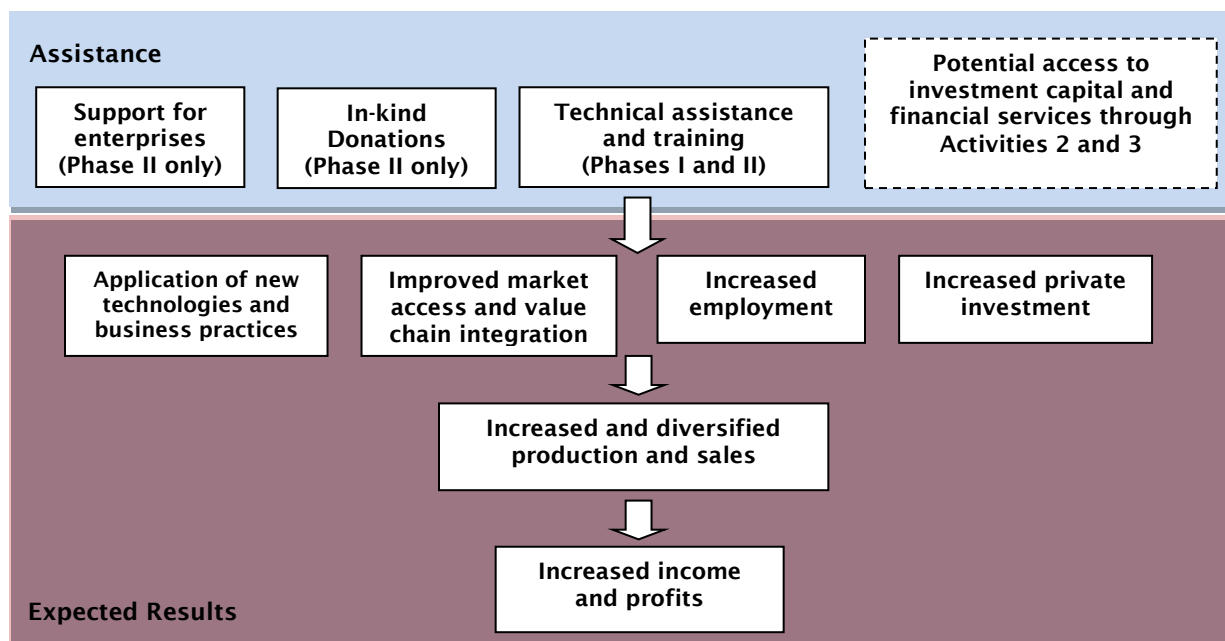 Assistance
Support for
enterprises
(Phase II only)
In-kind
Donations
(Phase II only)
Technical assistance
and training
(Phases I and II)
Potential access to
investment capital and
financial services through
Activities 2 and 3
Application of new
technologies and
business practices
Improved market
access and value
chain integration
Increased
employment
Increased private
investment
Increased and diversified
production and sales
Increased income
and profits
Expected Results